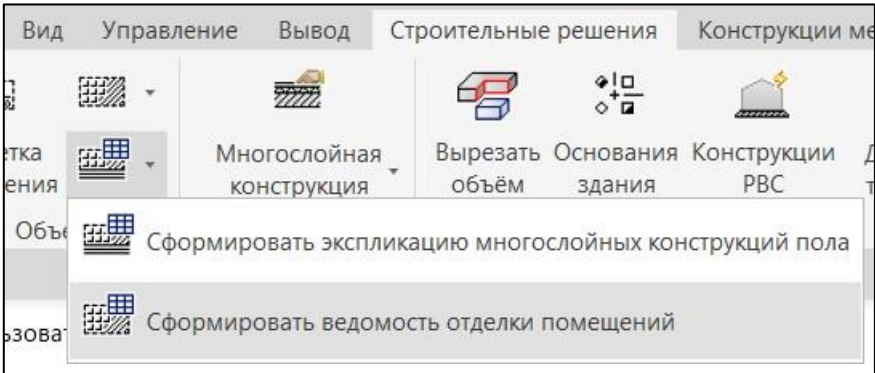 Вид Управление Вывод Строительные решения Конструкции
Многослойная Вырезать Основания Конструкции
конструкция объём здания РВС
Сформировать экспликацию многослойных конструкций пола
Сформировать ведомость отделки помещений